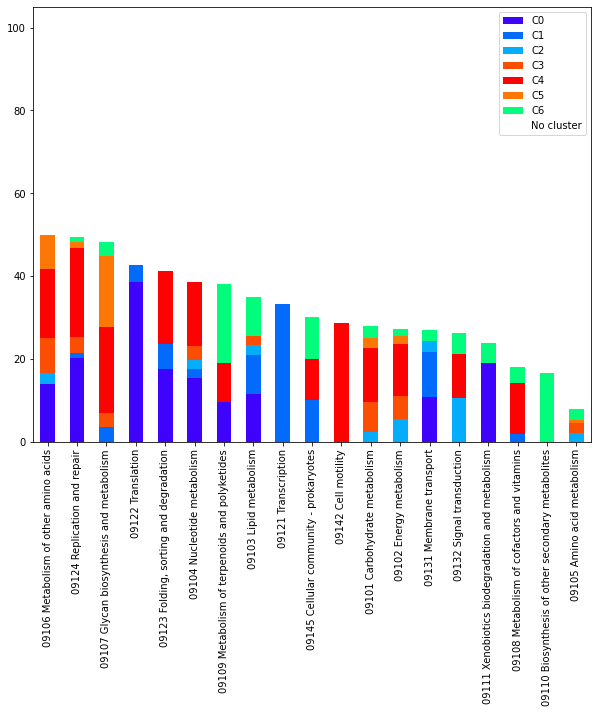 100
80
60
40
20
0
C0
C1
C2
C3
C4
C5
C6
No cluster
09106 Metabolism of other amino acids
09124 Replication and repair
09107 Glycan biosynthesis and metabolism
09122 Translation
09123 Folding, sorting and degradation
09104 Nucleotide metabolism
09109 Metabolism of terpenoids and polyketides
09103 Lipid metabolism
09121 Transcription
09145 Cellular community - prokaryotes
09142 Cell motility
09101 Carbohydrate metabolism
09102 Energy metabolism
09131 Membrane transport
09132 Signal transduction
09111 Xenobiotics biodegradation and metabolism
09108 Metabolism of cofactors and vitamins
09110 Biosynthesis of other secondary metabolites
09105 Amino acid metabolism